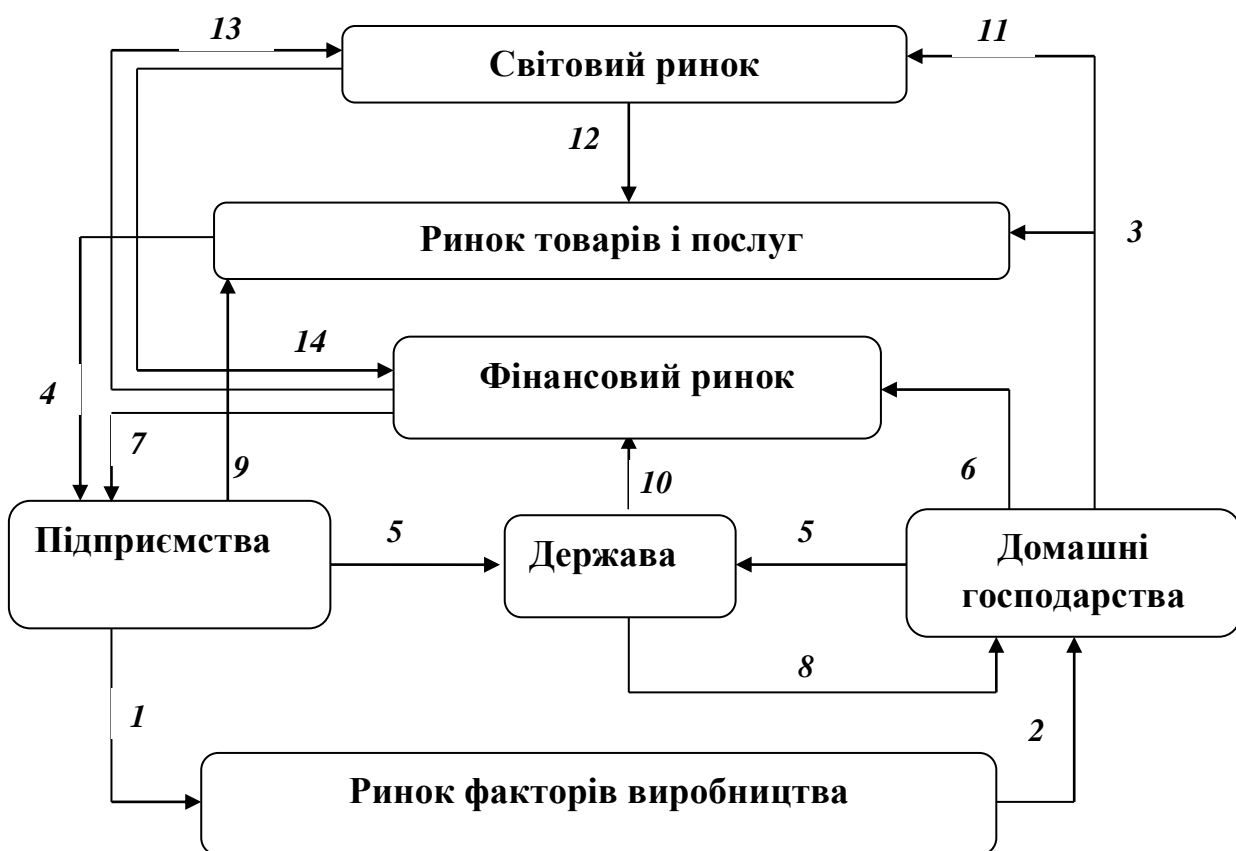 13
11
Світовий ринок
12
Ринок товарів і послуг
3
14
Фінансовий ринок
4
7
9
10
6
Підприємства
5
Держава
5
Домашні
господарства
8
1
2
Ринок факторів виробництва